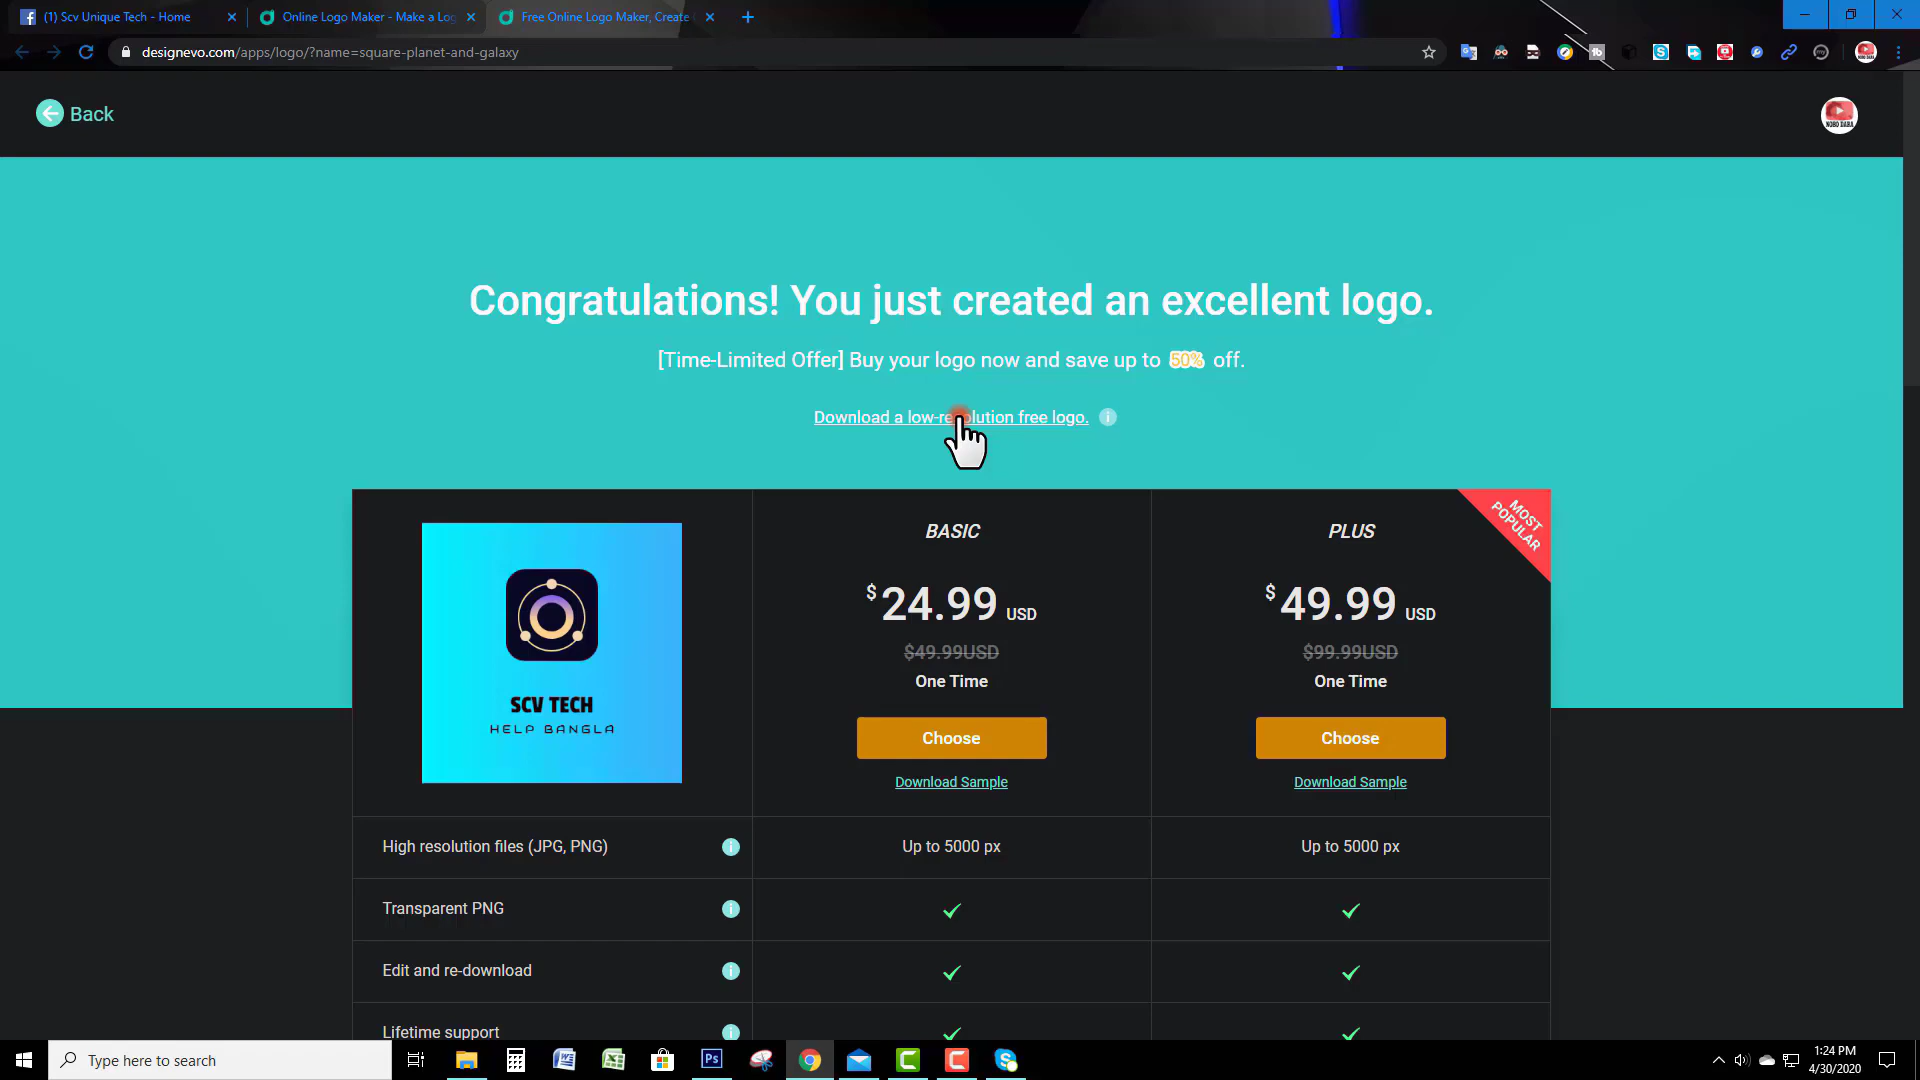 (1) Scv Unique Tech - Home
Online Logo Maker - Make a Log
Free Online Logo Maker, Create
designevo.com/apps/logo/?name=square-planet-and-galaxy
Back
NOBO DARA
Congratulations! You just created an excellent logo.
[Time-Limited Offer] Buy your logo now and save up to 50% off.
Download a low-resolution free logo.
MOST POPULAR
BASIC
PLUS
$24.99 USD
$49.99 USD
$49.99USD
$99.99USD
One Time
One Time
SCV TECH
HELP BANGLA
Choose
Choose
Download Sample
Download Sample
High resolution files (JPG, PNG)
Up to 5000 px
Up to 5000 px
Transparent PNG
Edit and re-download
Lifetime support
Type here to search
Ps
1:24 PM
4/30/2020